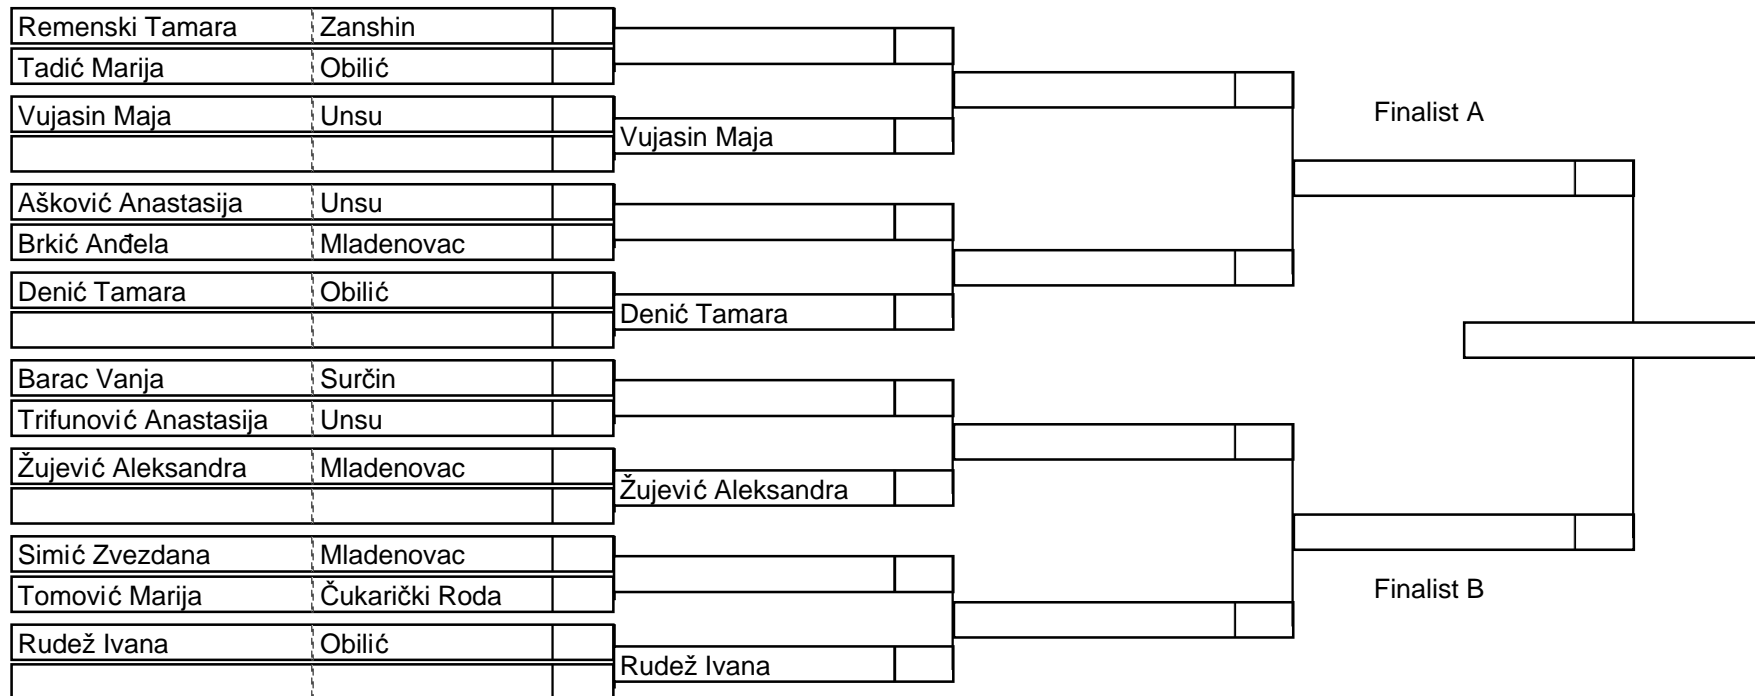 Remenski Tamara Zanshin
Tadić Marija Obilić
Vujasin Maja Unsu
Vujasin Maja
Finalist A
Ašković Anastasija Unsu
Brkić Anđela Mladenovac
Denić Tamara Obilić
Denić Tamara
Barac Vanja Surčin
Trifunović Anastasija Unsu
Žujević Aleksandra Mladenovac
Žujević Aleksandra
Simić Zvezdana Mladenovac
Tomović Marija Čukarički Roda
Finalist B
Rudež Ivana Obilić
Rudež Ivana